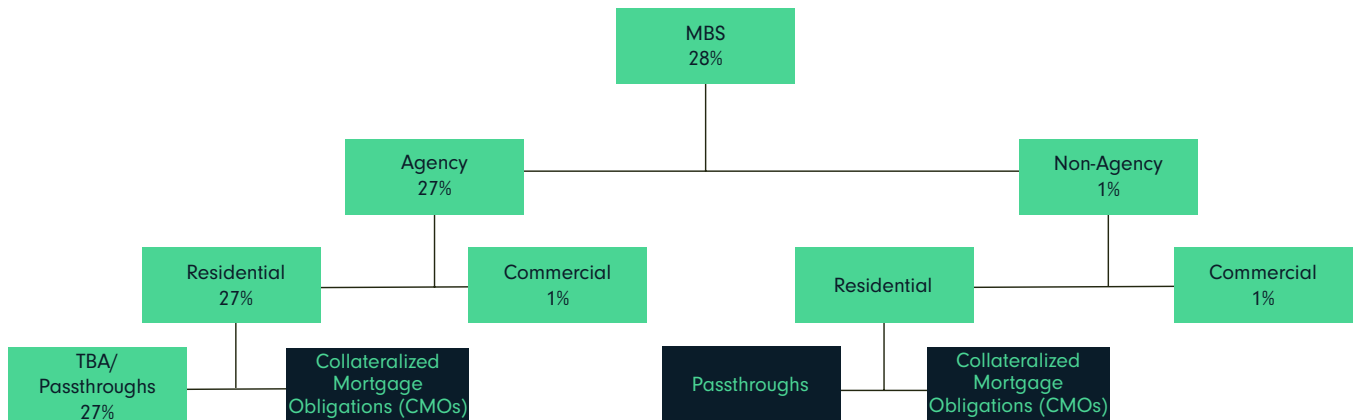 MBS
28%
Agency
27%
Non-Agency
1%
Residential
27%
Commercial
1%
Residential
Commercial
1%
TBA/
Passthroughs
27%
Collateralized
Mortgage
Obligations (CMOs)
Passthroughs
Collateralized
Mortgage
Obligations (CMOs)